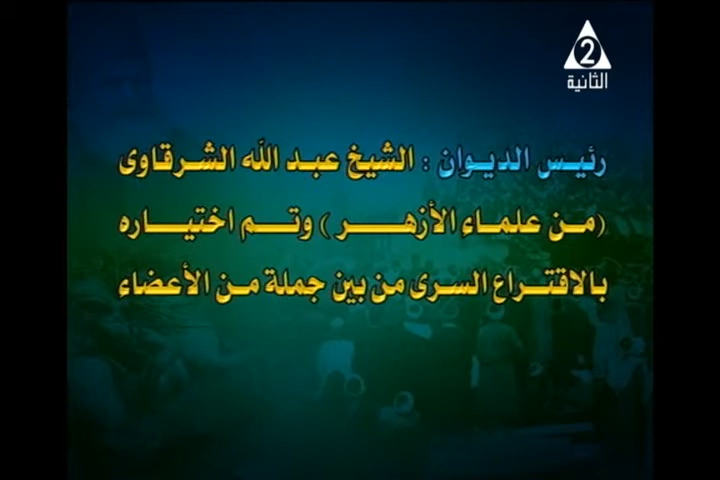 2
الثانية
رئيس الديوان : الشيخ عبد الله الشرقاوى
(من علماء الأزهر) وتم اختياره
بالاقتراع السرى من بين جملة من الأعضاء